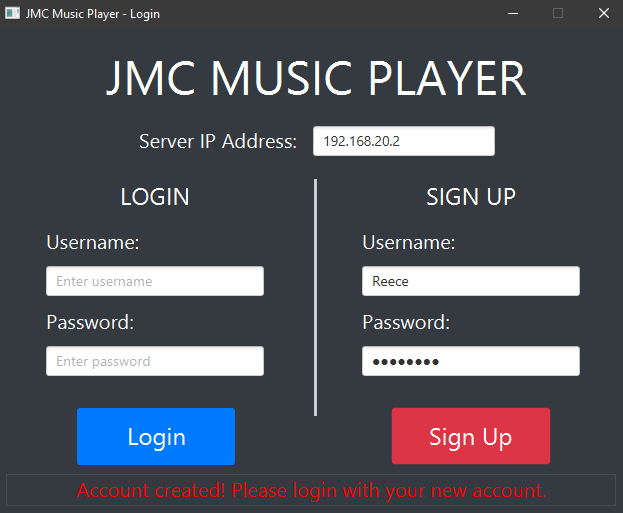 JMC Music Player - Login
JMC MUSIC PLAYER
Server IP Address: 192.168.20.2
LOGIN
Username:
Enter username
Password:
Enter password
Login
SIGN UP
Username:
Reece
Password:
●●●●●●●●
Sign Up
Account created! Please login with your new account.